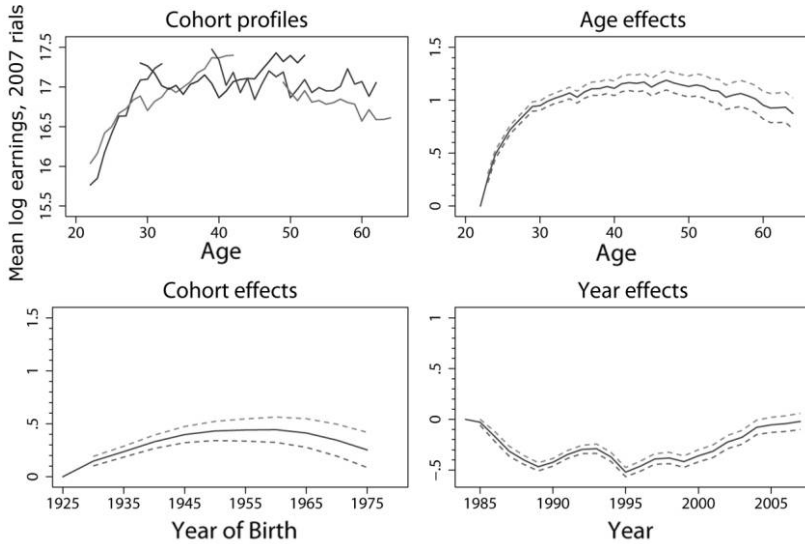 Mean log earnings, 2007 rials
Cohort profiles
17.5
17
16.5
16
15.5
20 30 40 50 60
Age
Age effects
1.5
1
.5
0
20 30 40 50 60
Age
Cohort effects
1.5
1
.5
0
1925 1935 1945 1955 1965 1975
Year of Birth
Year effects
1
.5
0
-.5
1985 1990 1995 2000 2005
Year